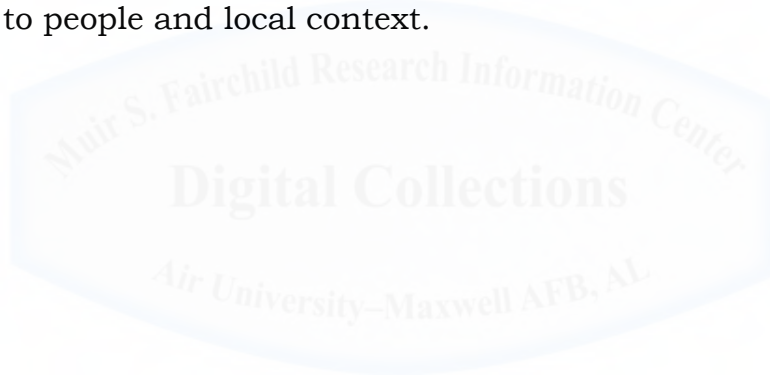 to people and local context.
Muir S. Fairchild Research Information Center
Digital Collections
Air University–Maxwell AFB, AL